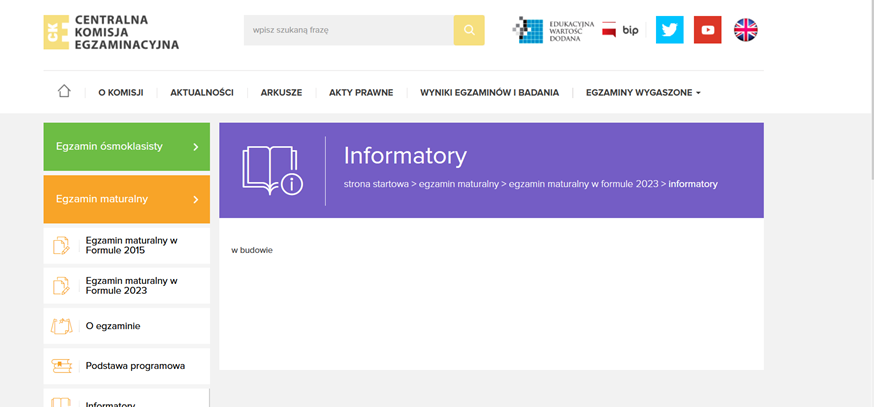 CENTRALNA
KOMISJA
EGZAMINACYJNA
CKE
wpisz szukaną frazę
EDUKACYJNA
WARTOŚĆ
DODANA
bip
O KOMISJI
AKTUALNOŚCI
ARKUSZE
AKTY PRAWNE
WYNIKI EGZAMINÓW I BADANIA
EGZAMINY WYGASZONE
Egzamin ósmoklasisty
Egzamin maturalny
Egzamin maturalny w
Formule 2015
Egzamin maturalny w
Formule 2023
O egzaminie
Podstawa programowa
Informatory
Informatory
strona startowa > egzamin maturalny > egzamin maturalny w formule 2023 > informatory
w budowie